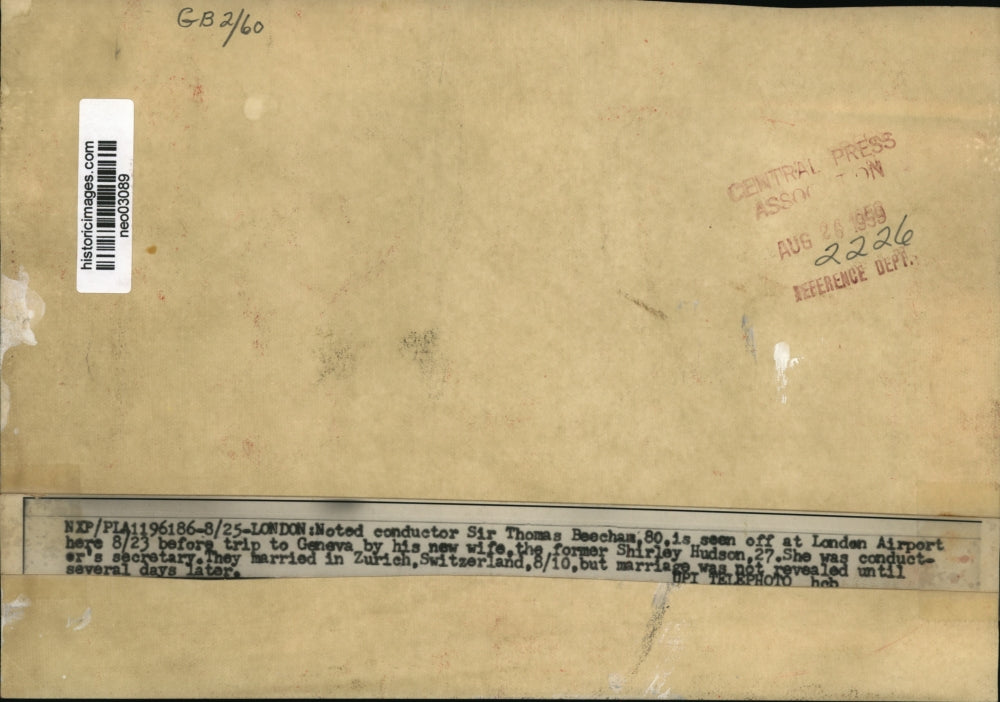 GB 2/60
historicimages.com
neo03089
CENTRAL PRESS
AUG 26 1959
2226
REFERENCE DEPT.
NXP/PIA1196186-8/25-LONDON:Noted conductor Sir Thomas Beecham,80,is seen off at London Airport
here 8/23 before trip to Geneva by his new wife,the former Shirley Hudson,27.She was conduct-
er's secretary.They married in Zurich,Switzerland,8/10,but marriage was not revealed until
several days later.
UPI TELEPHOTO hcb